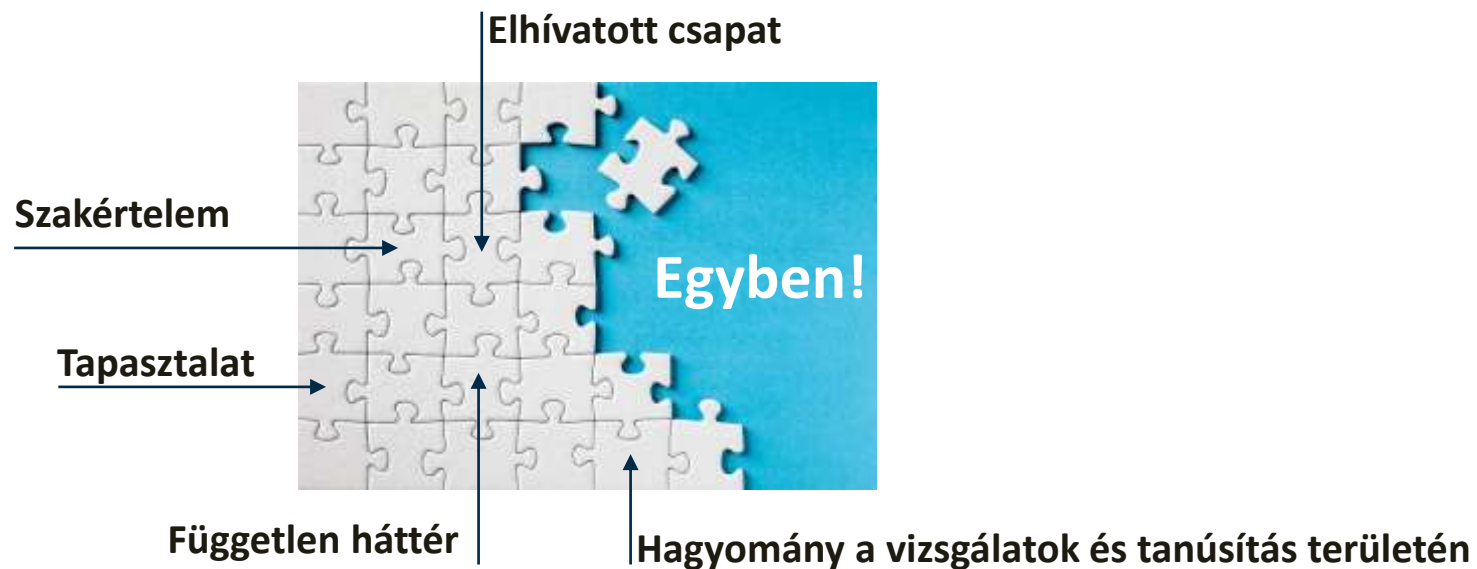 Elhívatott csapat
Szakértelem
Egyben!
Tapasztalat
Független háttér
Hagyomány a vizsgálatok és tanúsítás területén